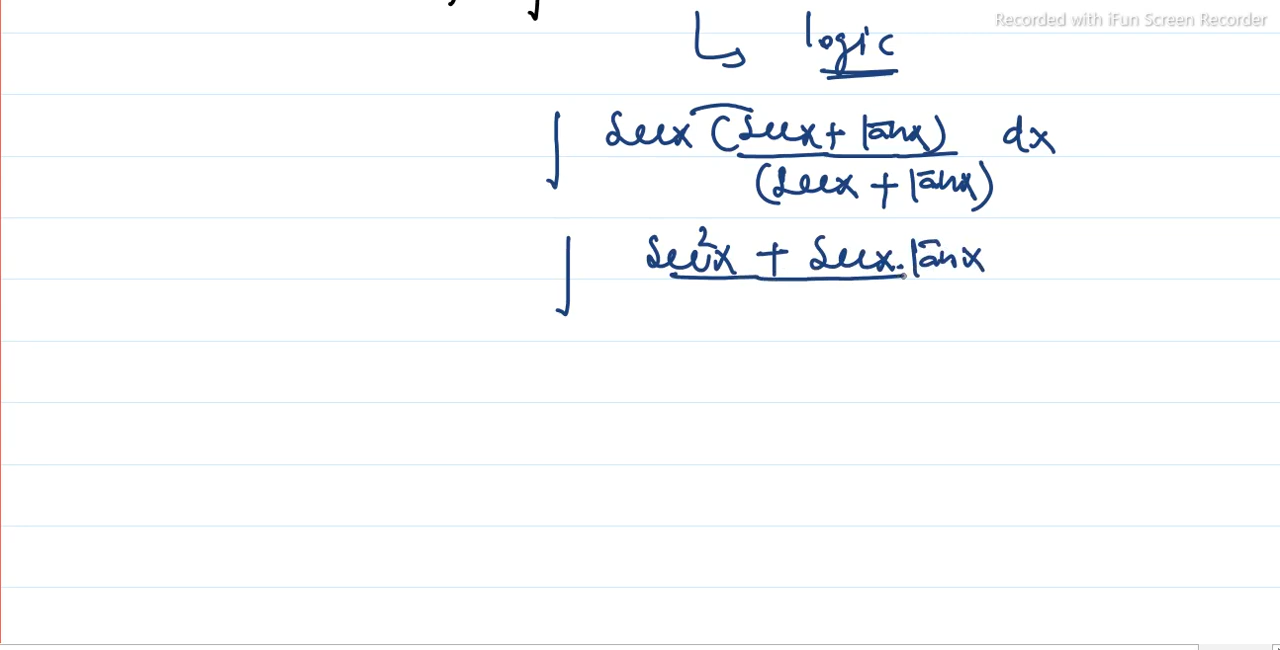 Recorded with iFun Screen Recorder
↳ logic
∫ secx (secx + tanx) dx
(secx + tanx)
∫ sec²x + secx.tanx